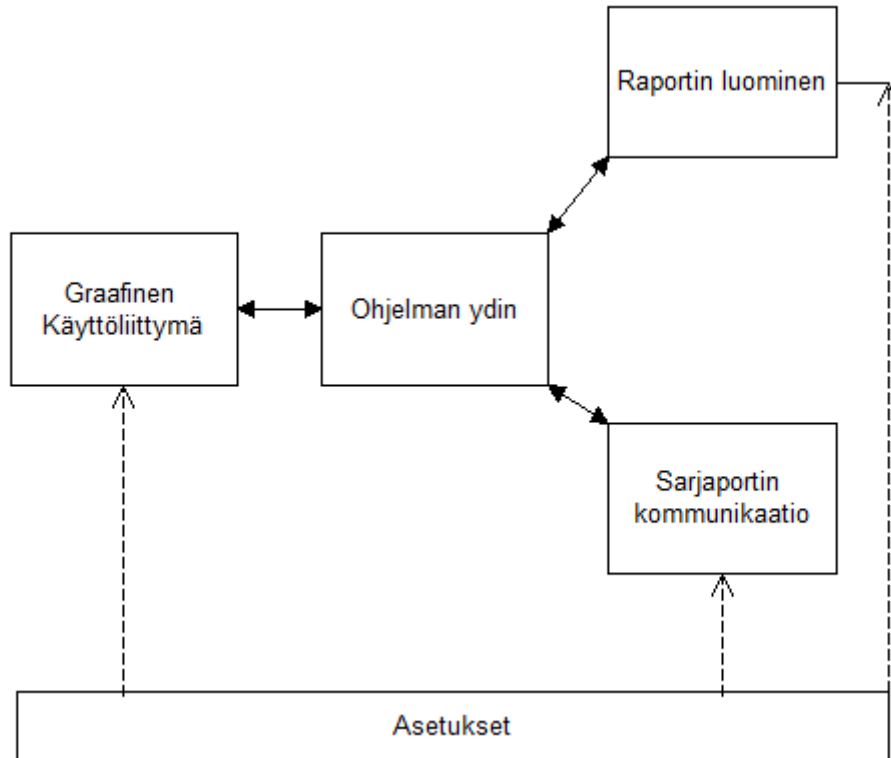 Raportin luominen
Graafinen
Käyttöliittymä
Ohjelman ydin
Sarjaportin
kommunikaatio
Asetukset